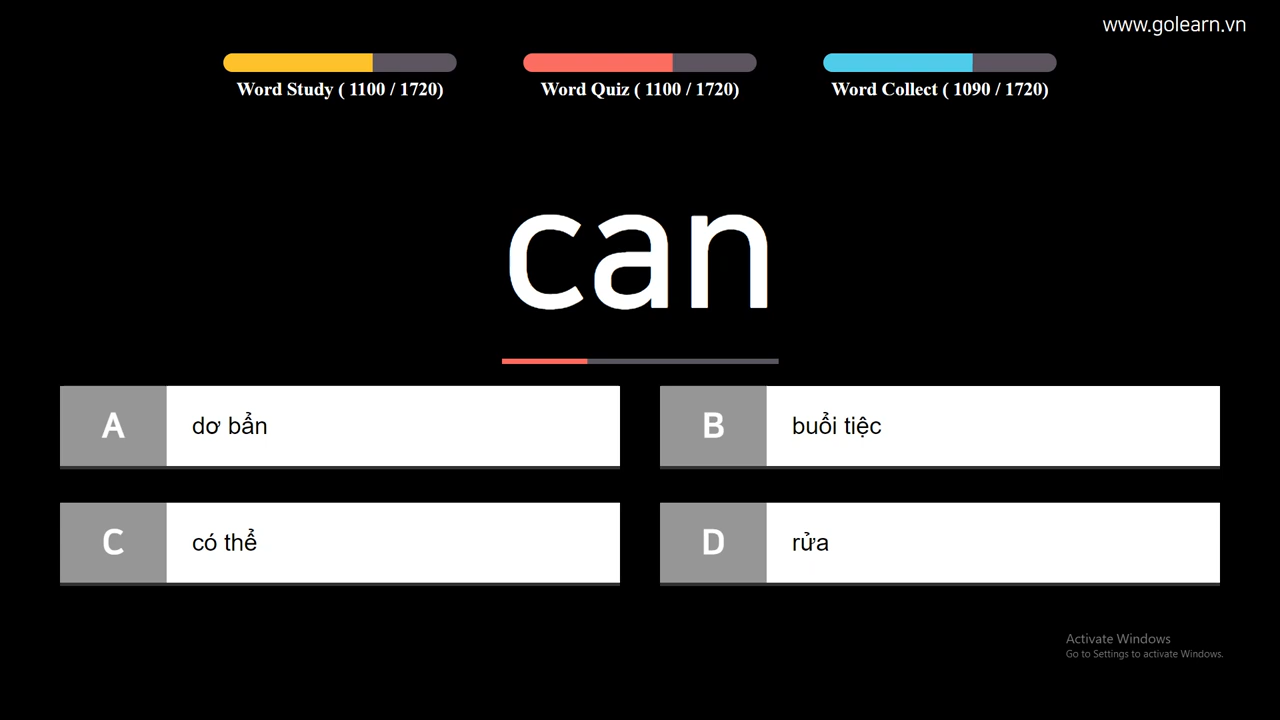 www.golearn.vn
Word Study ( 1100 / 1720)
Word Quiz ( 1100 / 1720)
Word Collect ( 1090 / 1720)
can
A dơ bẩn
B buổi tiệc
C có thể
D rửa
Activate Windows
Go to Settings to activate Windows.